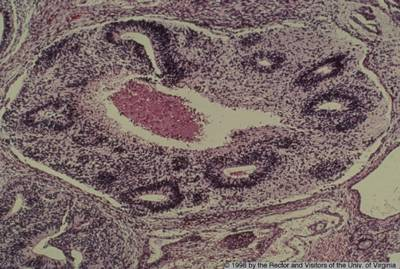 © 1996 by the Rector and Visitors of the Univ. of Virginia